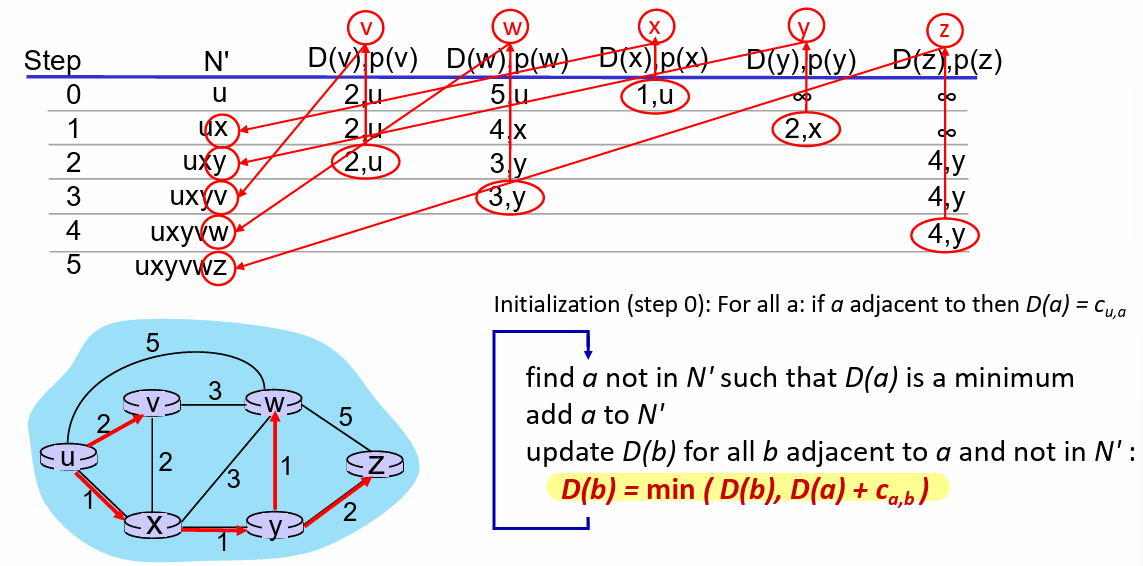 v w x y z
Step N' D(v),p(v) D(w),p(w) D(x),p(x) D(y),p(y) D(z),p(z)
0 u 2,u 5,u 1,u ∞ ∞
1 ux 2,u 4,x 2,x ∞
2 uxy 2,u 3,y 4,y
3 uxyv 3,y 4,y
4 uxyvw 4,y
5 uxyvwz
Initialization (step 0): For all a: if a adjacent to then D(a) = cu,a
find a not in N' such that D(a) is a minimum
add a to N'
update D(b) for all b adjacent to a and not in N' :
D(b) = min ( D(b), D(a) + ca,b )
5
v 3 w
2 5
u 2 3 1 z
1 2
x 1 y